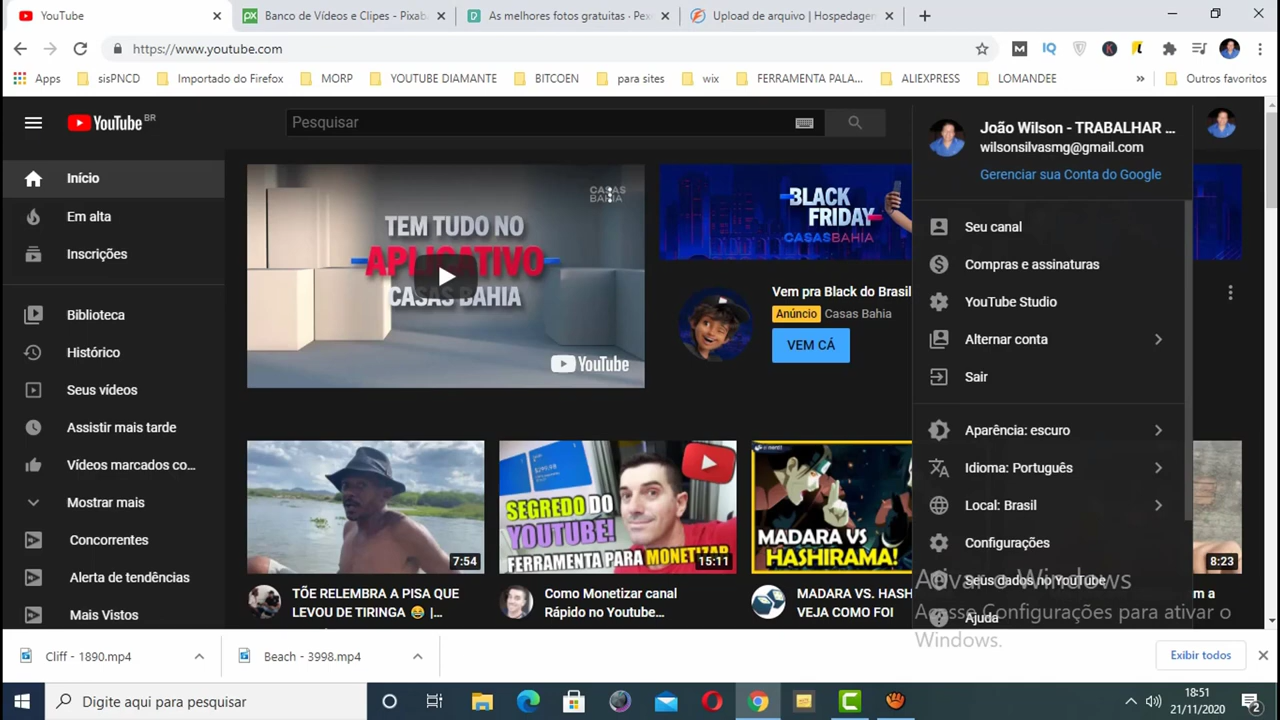 YouTube
Banco de Vídeos e Clipes - Pixab
As melhores fotos gratuitas · Pex
Upload de arquivo | Hospedagem
https://www.youtube.com
Apps
sisPNCD
Importado do Firefox
MORP
YOUTUBE DIAMANTE
BITCOEN
para sites
wix
FERRAMENTA PALA...
ALIEXPRESS
LOMANDEE
»
Outros favoritos
YouTube BR
Pesquisar
João Wilson - TRABALHAR ...
wilsonsilvasmg@gmail.com
Gerenciar sua Conta do Google
Início
Em alta
Inscrições
Biblioteca
Histórico
Seus vídeos
Assistir mais tarde
Vídeos marcados co...
Mostrar mais
Concorrentes
Alerta de tendências
Mais Vistos
CASAS BAHIA
TEM TUDO NO
APLICATIVO
CASAS BAHIA
YouTube
BLACK
FRIDAY
CASASBAHIA
Vem pra Black do Brasil
Anúncio Casas Bahia
VEM CÁ
Seu canal
Compras e assinaturas
YouTube Studio
Alternar conta
Sair
Aparência: escuro
Idioma: Português
Local: Brasil
Configurações
Seus dados no YouTube
Ajuda
7:54
TÕE RELEMBRA A PISA QUE
LEVOU DE TIRINGA 😂 |...
SEGREDO DO
YOUTUBE!
FERRAMENTA PARA MONETIZAR
15:11
Como Monetizar canal
Rápido no Youtube...
MADARA VS
HASHIRAMA!
MADARA VS. HASH
VEJA COMO FOI
8:23
m a
Ativar o Windows
Acesse Configurações para ativar o
Windows.
Cliff - 1890.mp4
Beach - 3998.mp4
Exibir todos
Digite aqui para pesquisar
18:51
21/11/2020
2